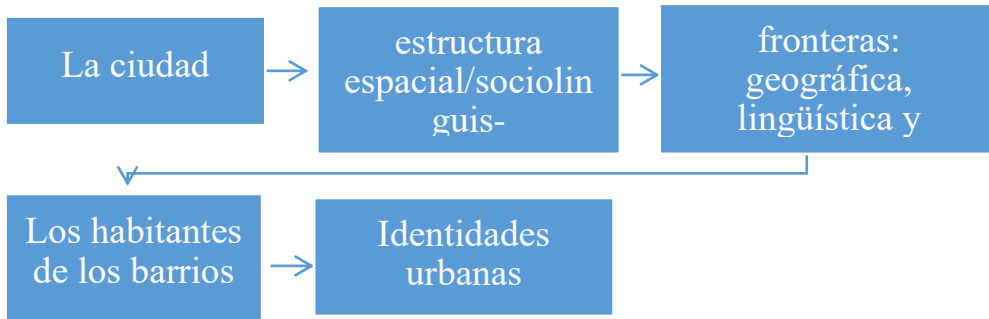 La ciudad
estructura
espacial/sociolin
guis-
fronteras:
geográfica,
lingüística y
Los habitantes
de los barrios
Identidades
urbanas